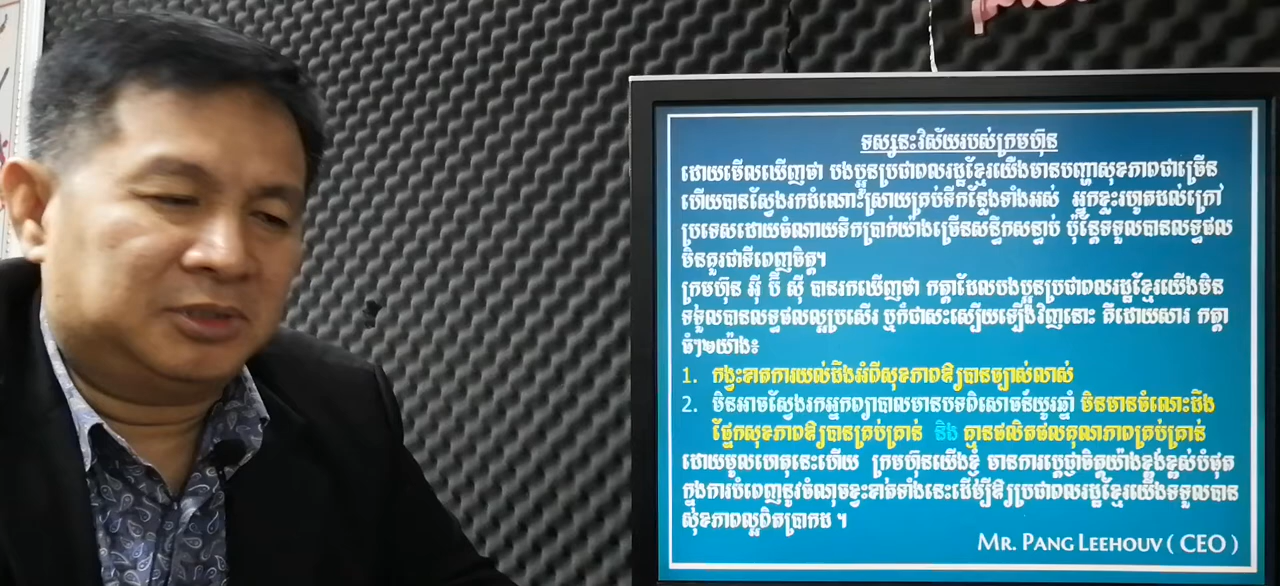 ទស្សនះវិស័យរបស់ក្រុមហ៊ុន
ដោយមើលឃើញថា បងប្អូនប្រជាពលរដ្ឋខ្មែរយើងមានបញ្ហាសុខភាពជាច្រើន
ហើយបានស្វែងរកដំណោះស្រាយគ្រប់ទីកន្លែងទាំងអស់ អ្នកខ្លះរហូតដល់ក្រៅ
ប្រទេសដោយចំណាយទឹកប្រាក់យ៉ាងច្រើនសន្ធឹកសន្ធាប់ ប៉ុន្តែទទួលបានលទ្ធផល
មិនគួរជាទីពេញចិត្ត។
ក្រុមហ៊ុន អ៊ី ប៊ី ស៊ី បានរកឃើញថា កត្តាដែលបងប្អូនប្រជាពលរដ្ឋខ្មែរយើងមិន
ទទួលបានលទ្ធផលល្អប្រសើរ ឬក៏ជាសះស្បើយឡើងវិញនោះ គឺដោយសារ កត្តា
ធំៗ២យ៉ាង៖
1. កង្វះខាតការយល់ដឹងអំពីសុខភាពឱ្យបានច្បាស់លាស់
2. មិនអាចស្វែងរកអ្នកព្យាបាលមានបទពិសោធន៍យូរឆ្នាំ មិនមានចំណេះដឹង
ផ្នែកសុខភាពឱ្យបានគ្រប់គ្រាន់ និង គ្មានផលិតផលគុណភាពគ្រប់គ្រាន់
ដោយមូលហេតុនេះហើយ ក្រុមហ៊ុនយើងខ្ញុំ មានការប្តេជ្ញាចិត្តយ៉ាងខ្ពង់ខ្ពស់បំផុត
ក្នុងការបំពេញនូវចំណុចខ្វះខាតទាំងនេះដើម្បីឱ្យប្រជាពលរដ្ឋខ្មែរយើងទទួលបាន
សុខភាពល្អពិតប្រាកដ ។
MR. PANG LEEHOUV ( CEO )